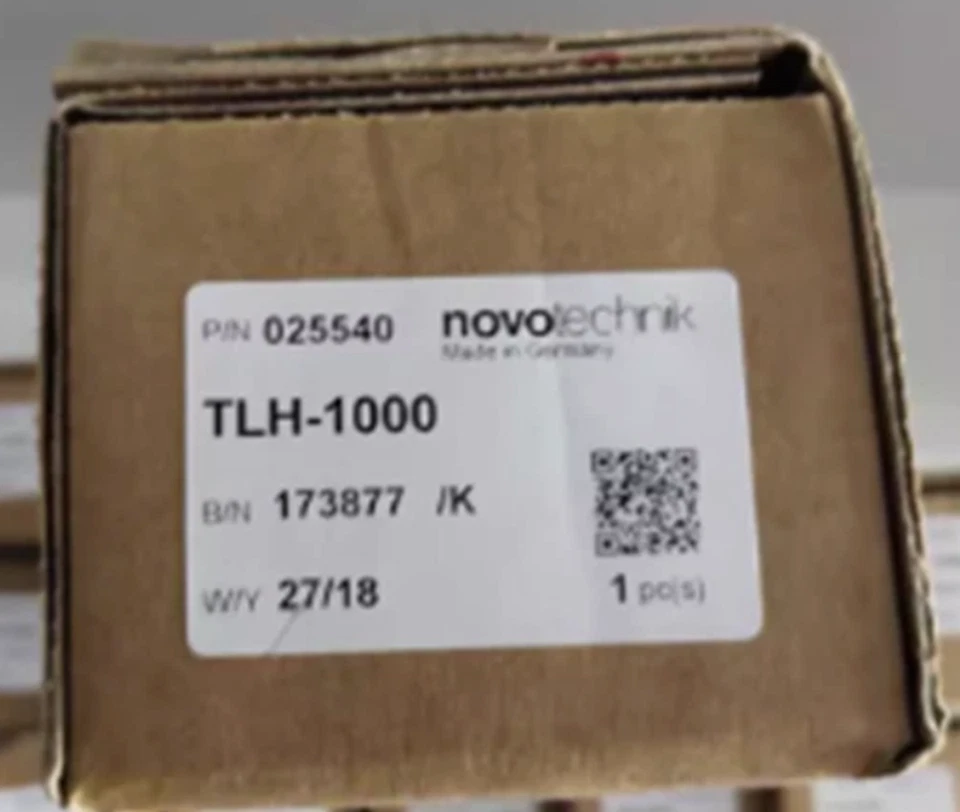 P/N 025540 novotechnik
Made in Germany
TLH-1000
B/N 173877 /K
W/Y 27/18
1 pc(s)